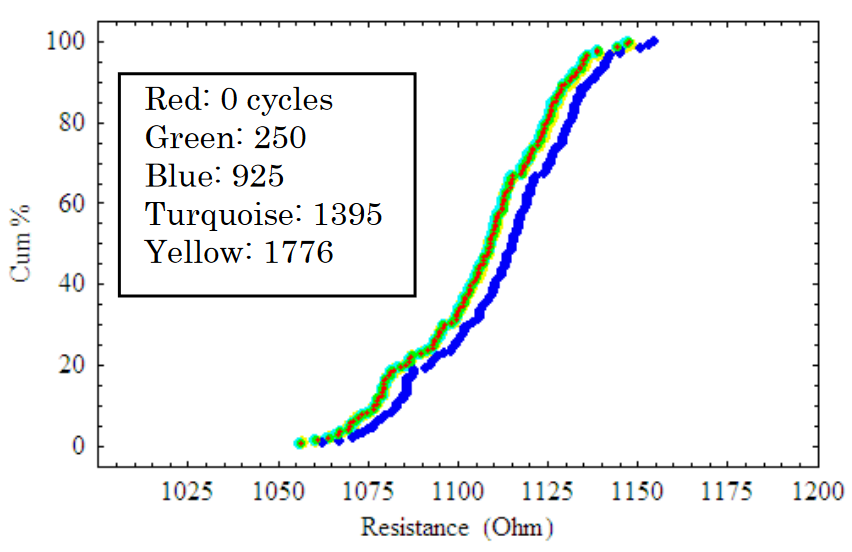 100
80
60
40
20
0
Cum %
Red: 0 cycles
Green: 250
Blue: 925
Turquoise: 1395
Yellow: 1776
1025 1050 1075 1100 1125 1150 1175 1200
Resistance (Ohm)